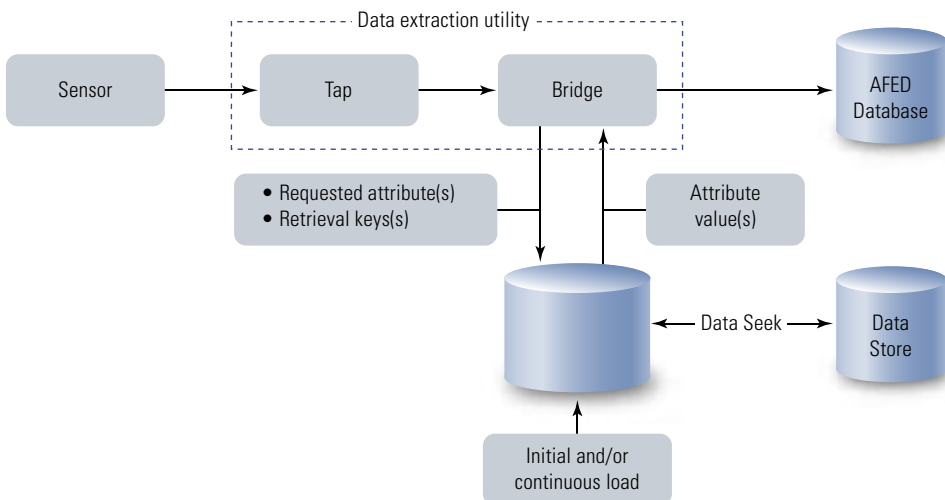 Data extraction utility
Sensor
Tap
Bridge
AFED
Database
• Requested attribute(s)
• Retrieval keys(s)
Attribute
value(s)
Data Seek
Data
Store
Initial and/or
continuous load